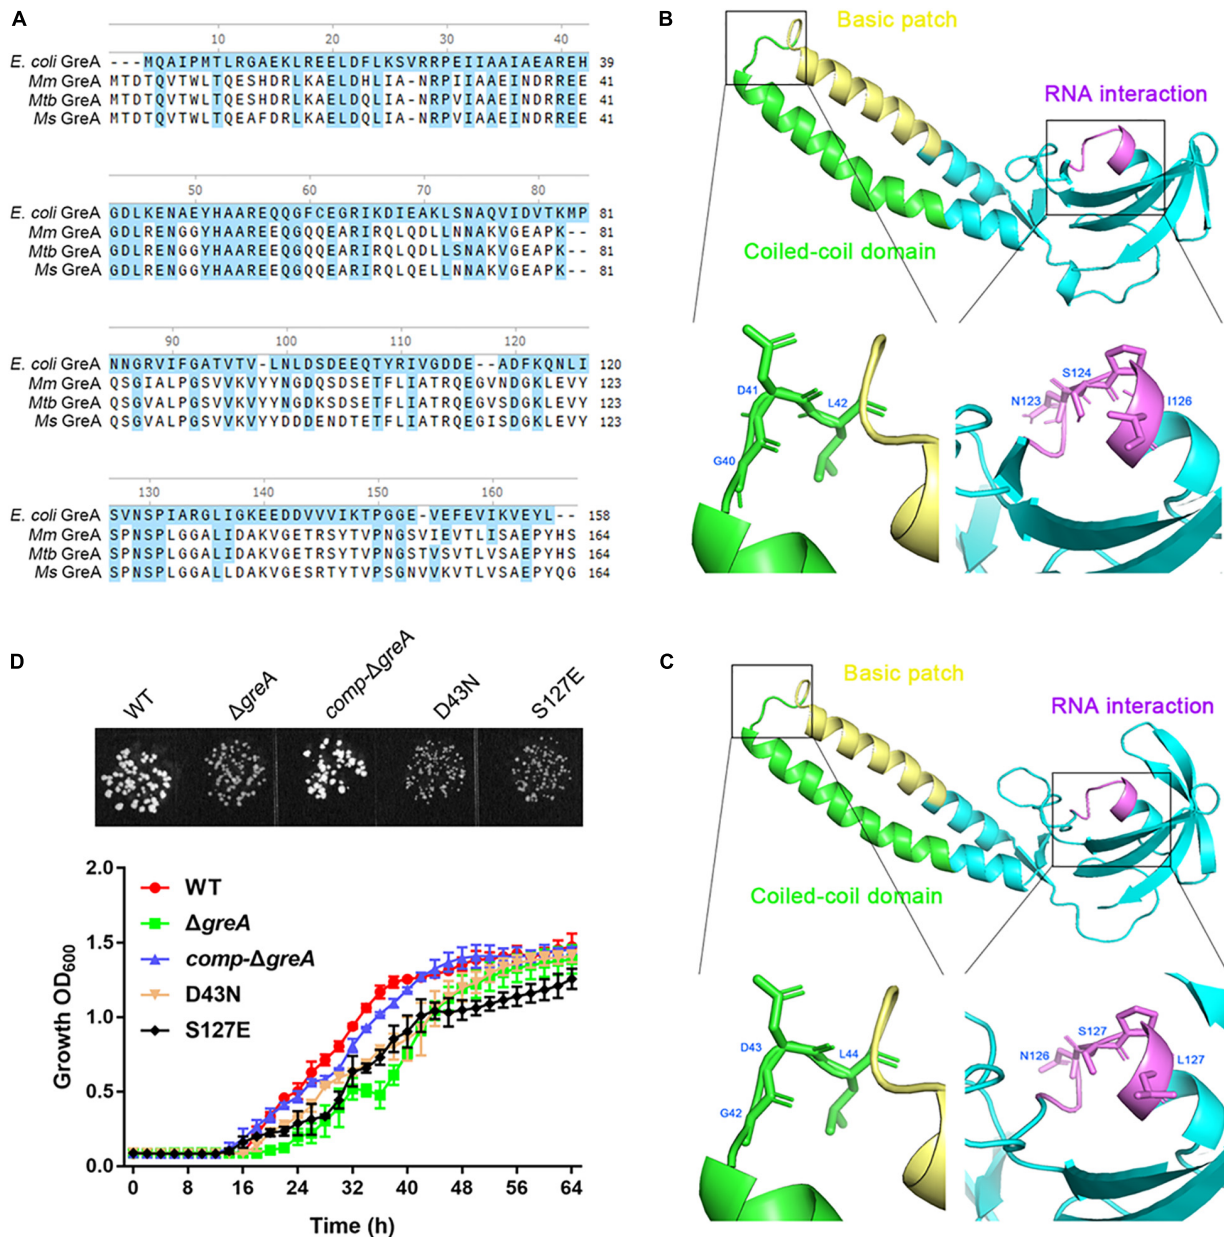 A
10 20 30 40
E. coli GreA ---MQAIPMTLRGAEKLREELDFLKSVRRPEIIAAIAEAREH 39
Mm GreA MTDTQVTWLTQESHDRLKAELDHLIA-NRPIIAAEINDRREE 41
Mtb GreA MTDTQVTWLTQESHDRLKAELDQLIA-NRPVIAAEINDRREE 41
Ms GreA MTDTQVTWLTQEAFDRLKAELDQLIA-NRPVIAAEINDRREE 41
50 60 70 80
E. coli GreA GDLKENAEYHAAREQQGFCEGRIKDIEAKLSNAQVIDVTKMP 81
Mm GreA GDLRENGGYHAAREEQGQQEARIRQLQDLLNNAKVGEAPK-- 81
Mtb GreA GDLRENGGYHAAREEQGQQEARIRQLQDLLSNAKVGEAPK-- 81
Ms GreA GDLRENGGYHAAREEQGQQEARIRQLQELLNNAKVGEAPK-- 81
90 100 110 120
E. coli GreA NNGRVIFGATVTV-LNLDSDEEQTYRIVGDDE--ADFKQNLI 120
Mm GreA QSGIALPGSVVKVYYNGDQSDSETFLIATRQEGVNDGKLEVY 123
Mtb GreA QSGVALPGSVVKVYYNGDKSDSETFLIATRQEGVSDGKLEVY 123
Ms GreA QSGVALPGSVVKVYYDDDENDTETFLIATRQEGISDGKLEVY 123
130 140 150 160
E. coli GreA SVNSPIARGLIGKEEDDVVVIKTPGGE-VEFEVIKVEYL-- 158
Mm GreA SPNSPLGGALIDAKVGETRSYTVPNGSVIEVTLISAEPYHS 164
Mtb GreA SPNSPLGGALIDAKVGETRSYTVPNGSTVSVTLVSAEPYHS 164
Ms GreA SPNSPLGGALLDAKVGESRTYTVPSGNVVKVTLVSAEPYQG 164
B
Basic patch
RNA interaction
Coiled-coil domain
D41
L42
G40
S124
N123
I126
C
Basic patch
RNA interaction
Coiled-coil domain
D43
L44
G42
S127
N126
L127
D
WT
ΔgreA
comp-ΔgreA
D43N
S127E
2.0
1.5
1.0
0.5
0.0
Growth OD600
WT
ΔgreA
comp-ΔgreA
D43N
S127E
0 8 16 24 32 40 48 56 64
Time (h)